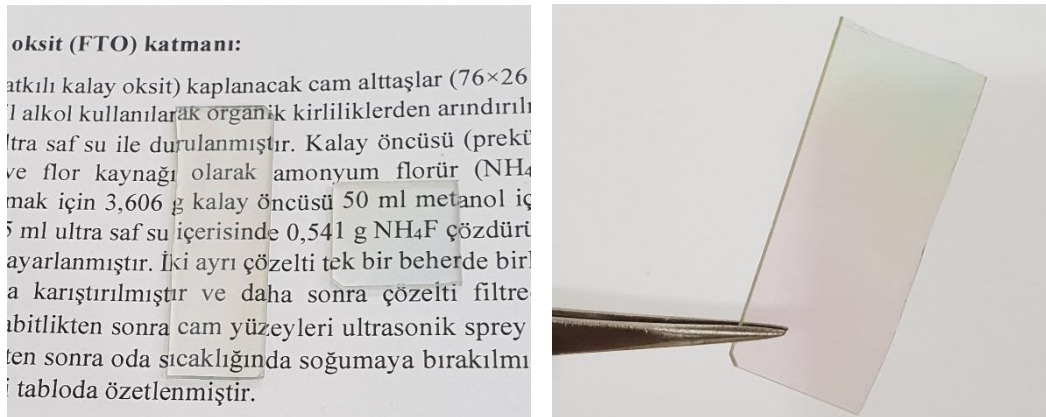 oksit (FTO) katmanı:
atkılı kalay oksit) kaplanacak cam alttaşlar (76×26
l alkol kullanılarak organik kirliliklerden arındırılı
ltra saf su ile durulanmıştır. Kalay öncüsü (prekü
ve flor kaynağı olarak amonyum florür (NH4
mak için 3,606 g kalay öncüsü 50 ml metanol iç
5 ml ultra saf su içerisinde 0,541 g NH4F çözdürü
ayarlanmıştır. İki ayrı çözelti tek bir beherde birl
a karıştırılmıştır ve daha sonra çözelti filtre
abitlikten sonra cam yüzeyleri ultrasonik sprey
ten sonra oda sıcaklığında soğumaya bırakılmı
i tabloda özetlenmiştir.